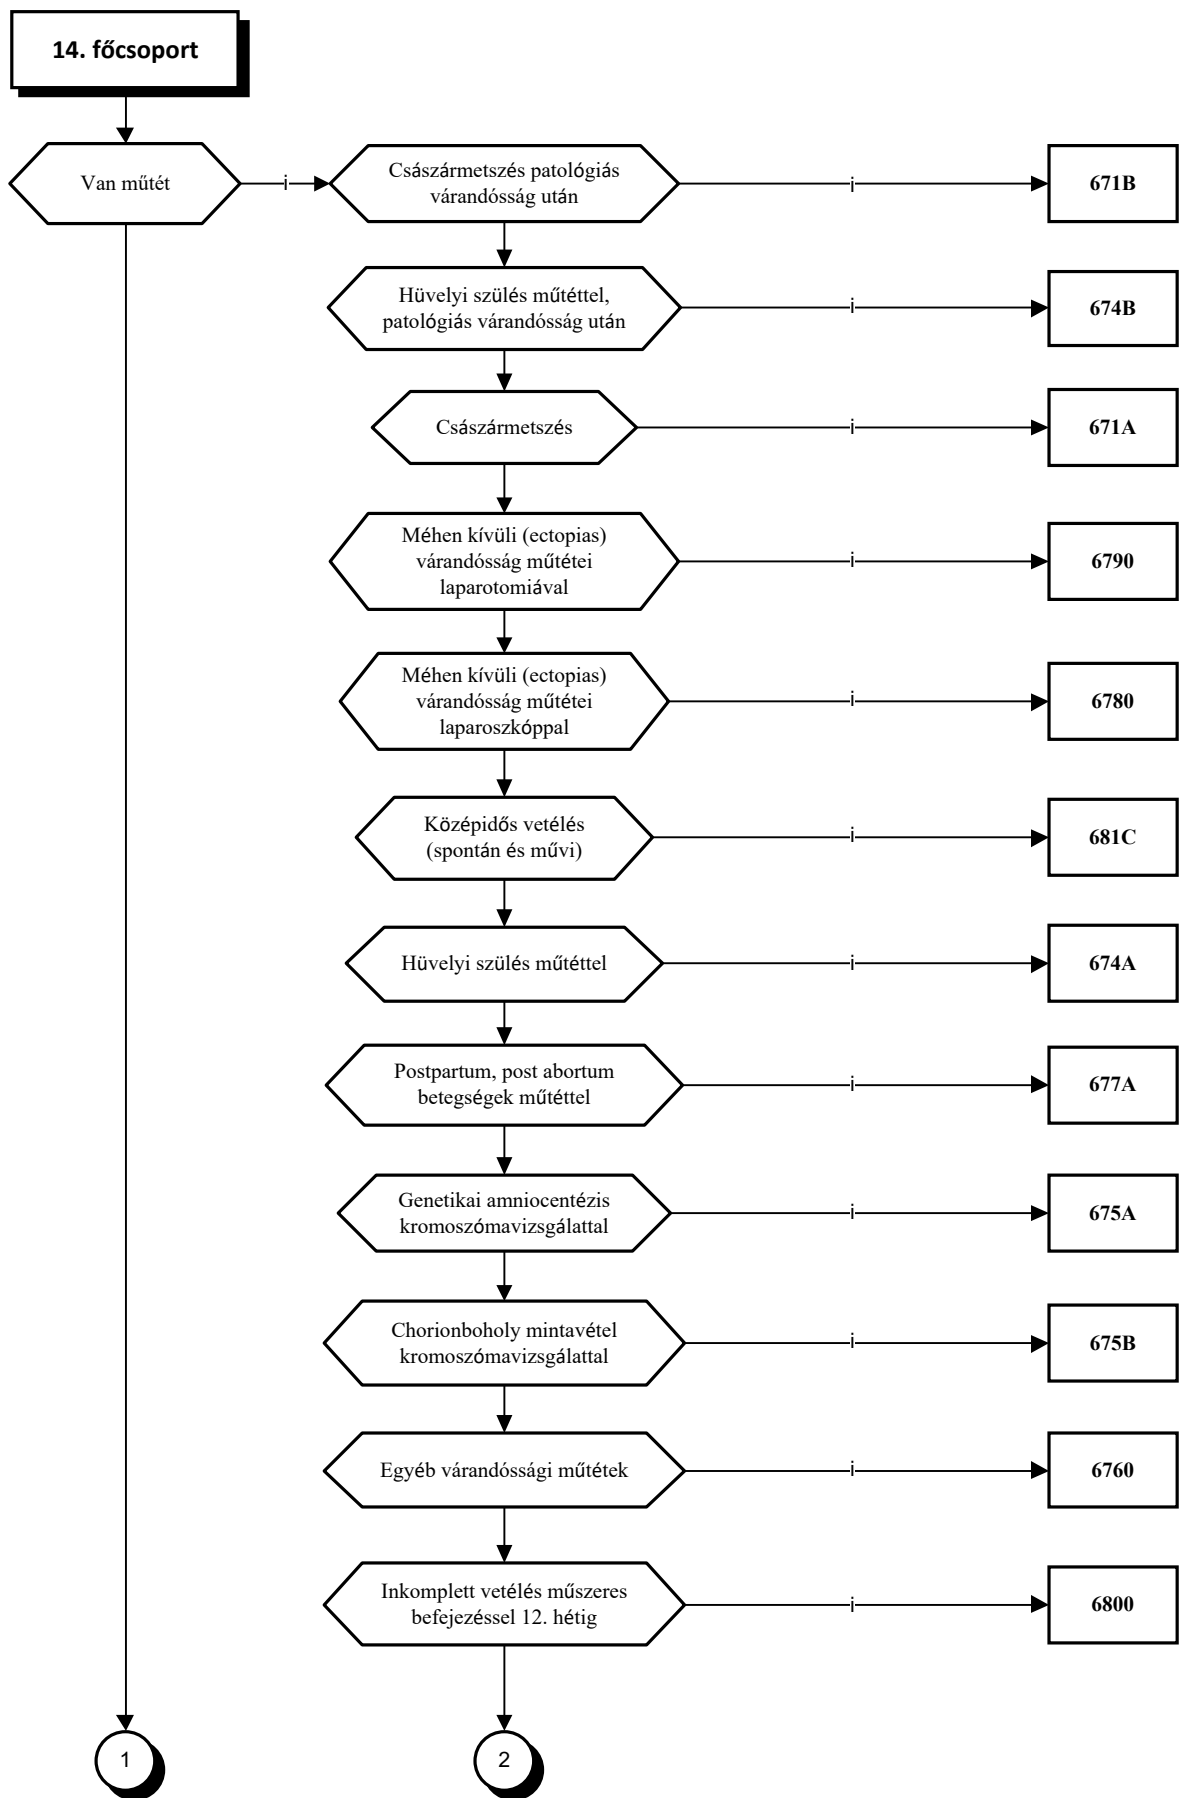 14. főcsoport
Van műtét
i
Császármetszés patológiás
várandósság után
i
671B
Hüvelyi szülés műtéttel,
patológiás várandósság után
i
674B
Császármetszés
i
671A
Méhen kívüli (ectopias)
várandósság műtétei
laparotomiával
i
6790
Méhen kívüli (ectopias)
várandósság műtétei
laparoszkóppal
i
6780
Középidős vetélés
(spontán és művi)
i
681C
Hüvelyi szülés műtéttel
i
674A
Postpartum, post abortum
betegségek műtéttel
i
677A
Genetikai amniocentézis
kromoszómavizsgálattal
i
675A
Chorionboholy mintavétel
kromoszómavizsgálattal
i
675B
Egyéb várandóssági műtétek
i
6760
Inkomplett vetélés műszeres
befejezéssel 12. hétig
i
6800
1
2